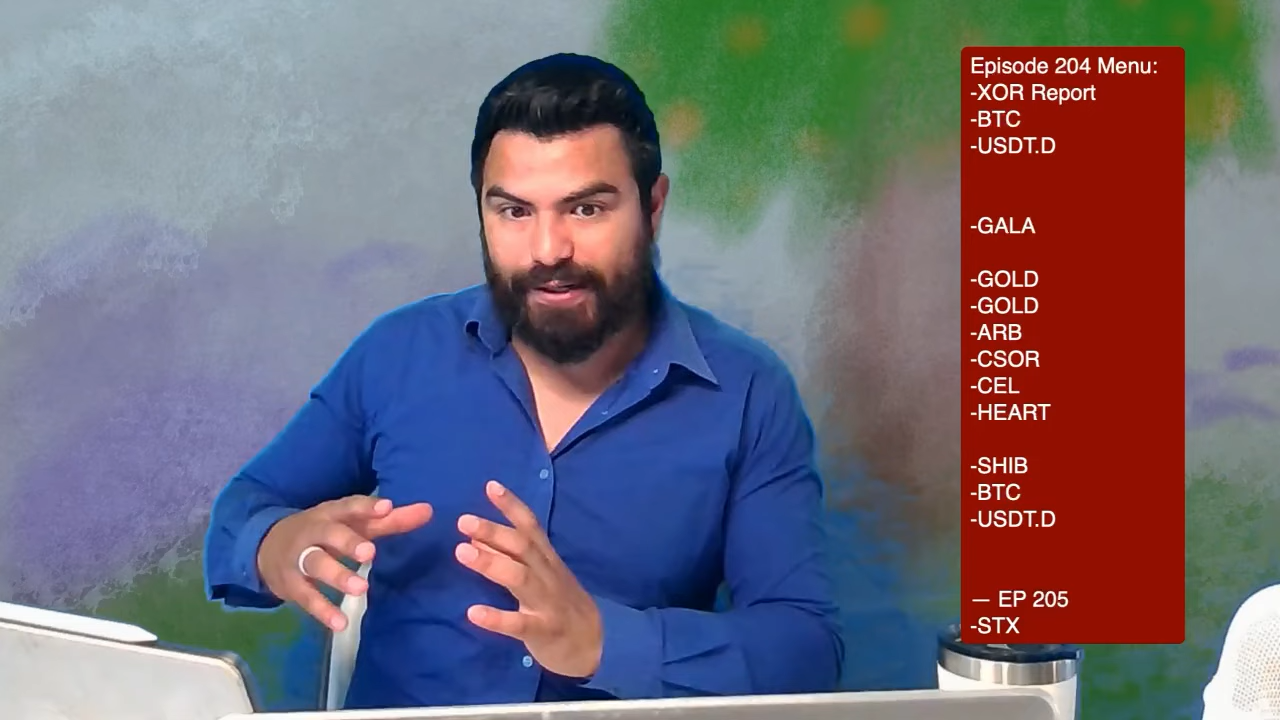 Episode 204 Menu:
-XOR Report
-BTC
-USDT.D
-GALA
-GOLD
-GOLD
-ARB
-CSOR
-CEL
-HEART
-SHIB
-BTC
-USDT.D
— EP 205
-STX